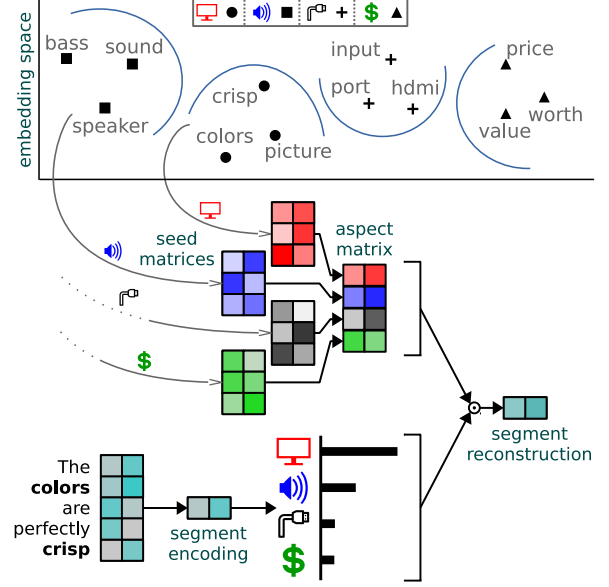 $
embedding space
bass
sound
speaker
crisp
colors
picture
input
port
hdmi
price
worth
value
seed
matrices
aspect
matrix
$
The
colors
are
perfectly
crisp
segment
encoding
$
segment
reconstruction